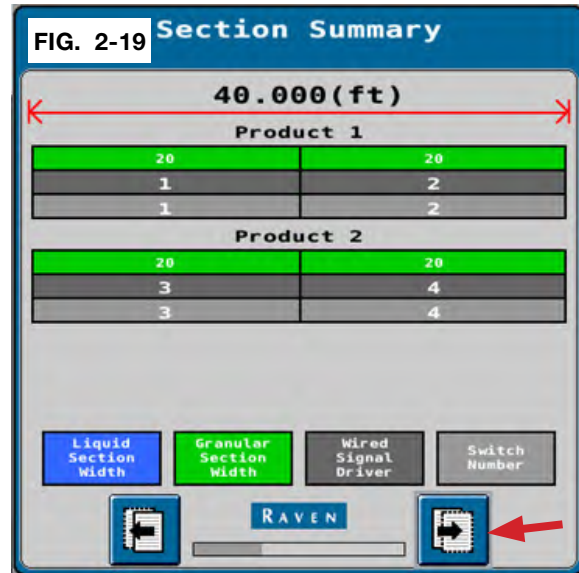 FIG. 2-19 Section Summary
40.000(ft)
Product 1
20 20
1 2
1 2
Product 2
20 20
3 4
3 4
Liquid Section Width
Granular Section Width
Wired Signal Driver
Switch Number
RAVEN